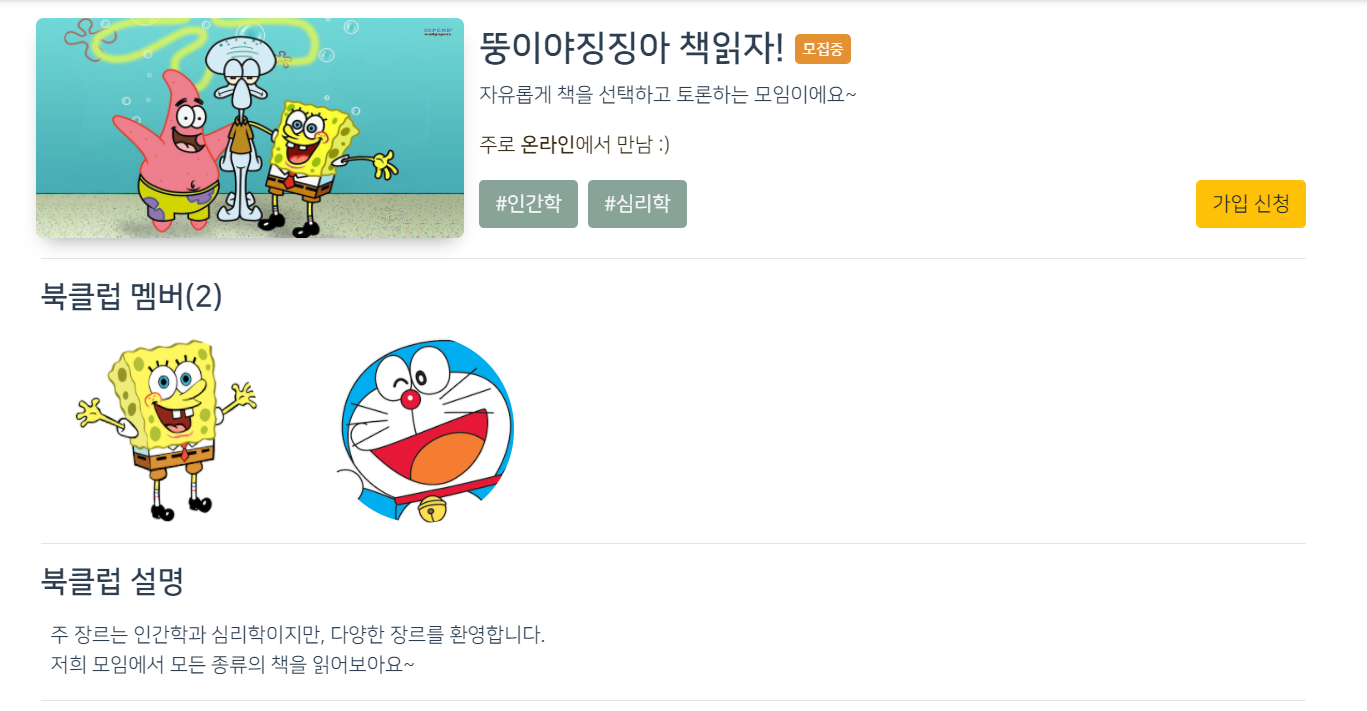 뚱이야징징아 책읽자! 모집중
자유롭게 책을 선택하고 토론하는 모임이에요~
주로 온라인에서 만남 :)
#인간학 #심리학 가입 신청
북클럽 멤버(2)
북클럽 설명
주 장르는 인간학과 심리학이지만, 다양한 장르를 환영합니다.
저희 모임에서 모든 종류의 책을 읽어보아요~